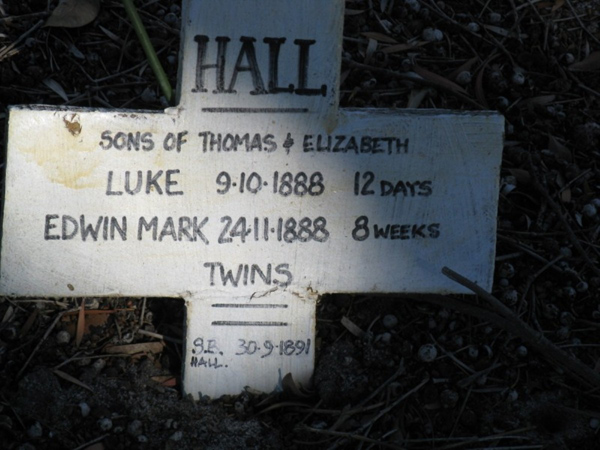 HALL
SONS OF THOMAS & ELIZABETH
LUKE 9·10·1888 12 DAYS
EDWIN MARK 24·11·1888 8 WEEKS
TWINS
S.B. 30·9·1891
HALL.